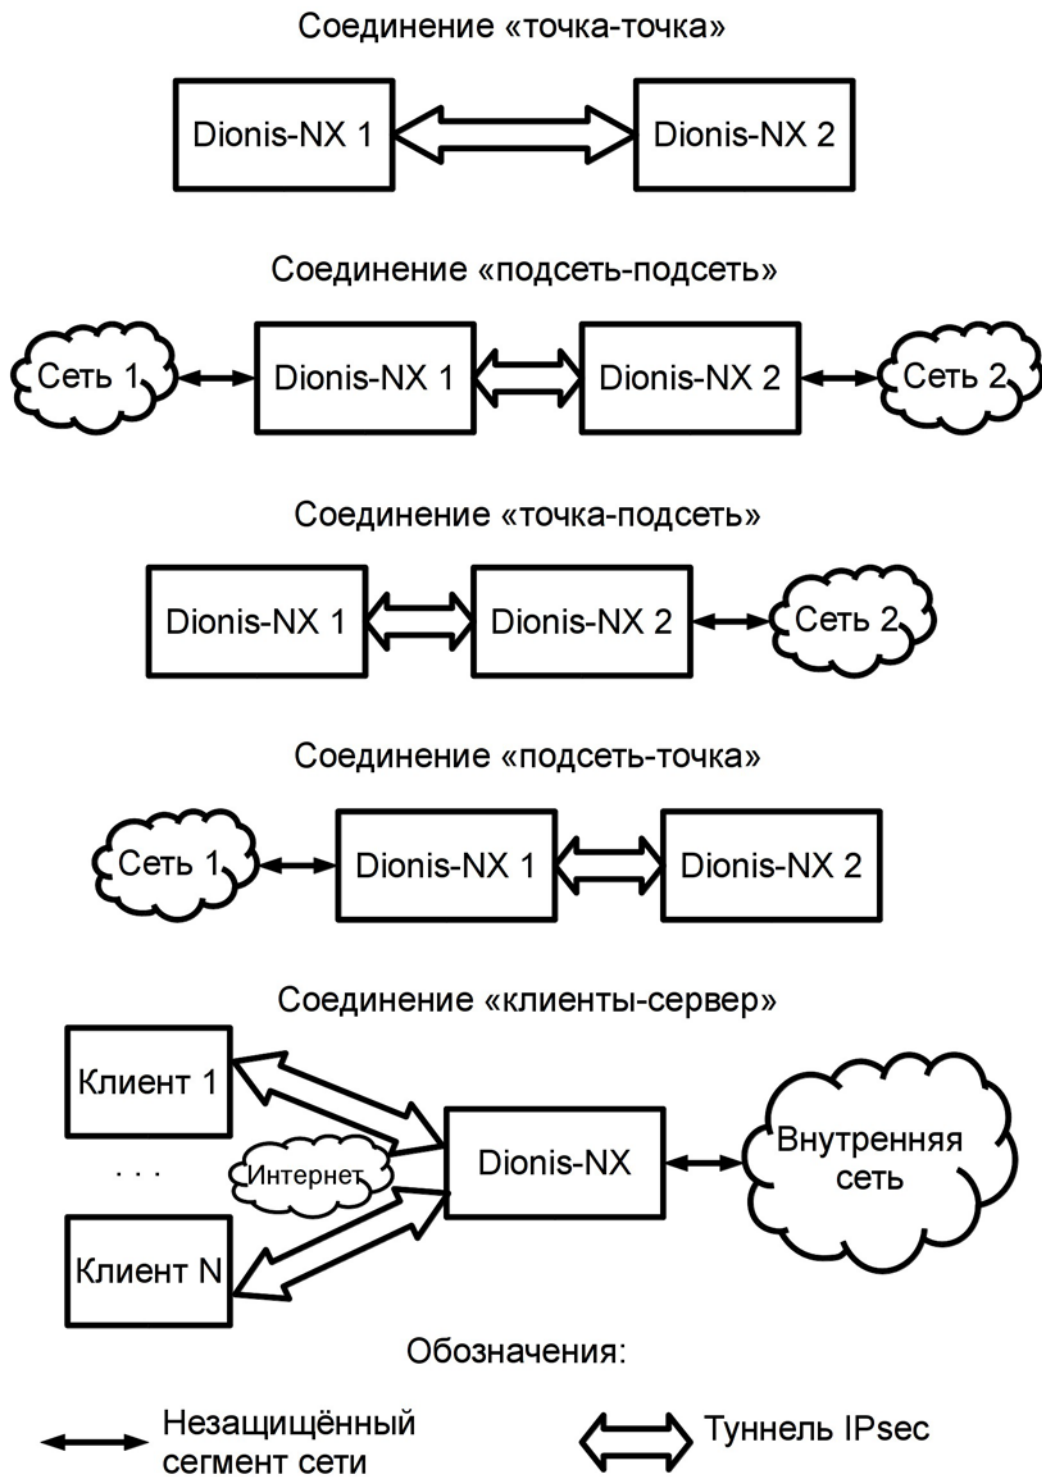 Соединение «точка-точка»
Dionis-NX 1
Dionis-NX 2
Соединение «подсеть-подсеть»
Сеть 1
Dionis-NX 1
Dionis-NX 2
Сеть 2
Соединение «точка-подсеть»
Dionis-NX 1
Dionis-NX 2
Сеть 2
Соединение «подсеть-точка»
Сеть 1
Dionis-NX 1
Dionis-NX 2
Соединение «клиенты-сервер»
Клиент 1
. . .
Интернет
Клиент N
Dionis-NX
Внутренняя
сеть
Обозначения:
Незащищённый
сегмент сети
Туннель IPsec